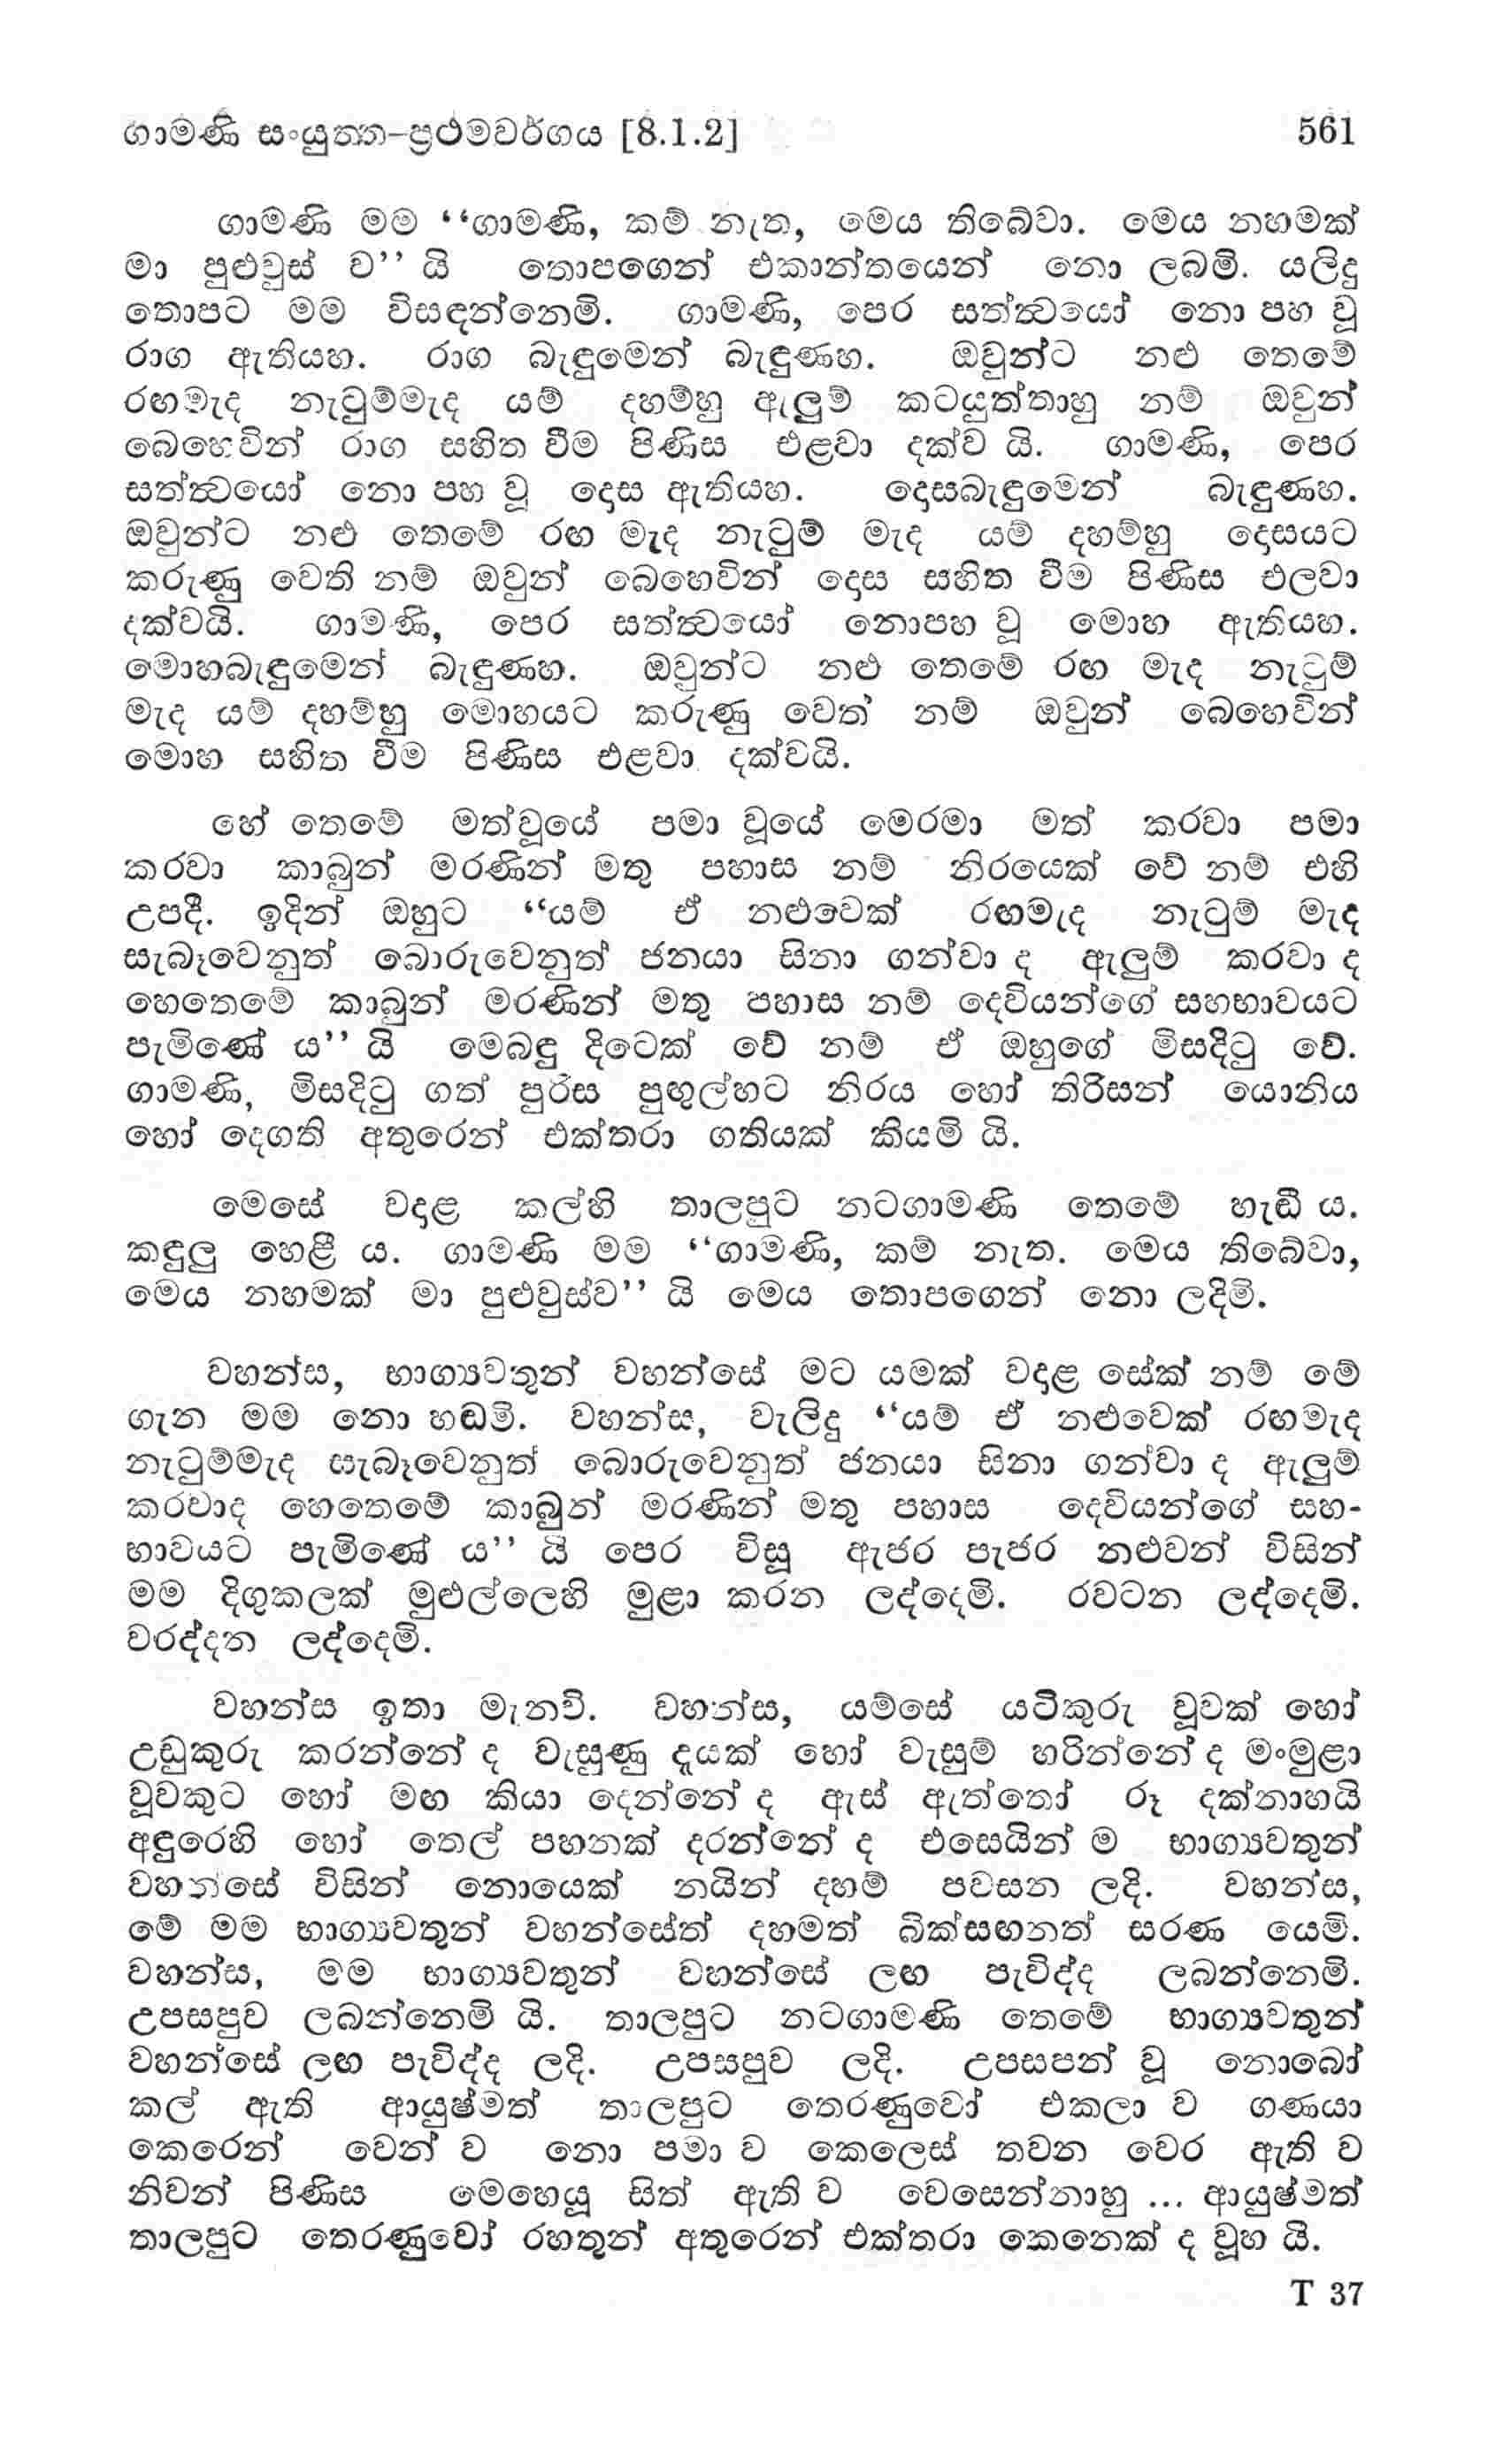 ගාමණි සංයුත්ත-ප්‍රථමවර්ගය [8.1.2] 561
ගාමණි මම ‘‘ගාමණි, කම් නැත, මෙය තිබේවා. මෙය නහමක්
මා පුළුවුස් ව’’ යි තොපගෙන් එකාන්තයෙන් නො ලබමි. යලිදු
තොපට මම විසඳන්නෙමි. ගාමණි, පෙර සත්ත්‍වයෝ නො පහ වූ
රාග ඇතියහ. රාග බැඳුමෙන් බැඳුණහ. ඔවුන්ට නළු තෙමේ
රඟමැද නැටුම්මැද යම් දහම්හු ඇලුම් කටයුත්තාහු නම් ඔවුන්
බෙහෙවින් රාග සහිත වීම පිණිස එළවා දක්ව යි. ගාමණි, පෙර
සත්ත්‍වයෝ නො පහ වූ දොස ඇතියහ. දොසබැඳුමෙන් බැඳුණහ.
ඔවුන්ට නළු තෙමේ රඟ මැද නැටුම් මැද යම් දහම්හු දොසයට
කරුණු වෙති නම් ඔවුන් බෙහෙවින් දොස සහිත වීම පිණිස එලවා
දක්වයි. ගාමණි, පෙර සත්ත්‍වයෝ නොපහ වූ මොහ ඇතියහ.
මොහබැඳුමෙන් බැඳුණහ. ඔවුන්ට නළු තෙමේ රඟ මැද නැටුම්
මැද යම් දහම්හු මොහයට කරුණු වෙත් නම් ඔවුන් බෙහෙවින්
මොහ සහිත වීම පිණිස එළවා දක්වයි.
හේ තෙමේ මත්වූයේ පමා වූයේ මෙරමා මත් කරවා පමා
කරවා කාබුන් මරණින් මතු පහාස නම් නිරයෙක් වේ නම් එහි
උපදී. ඉදින් ඔහුට ‘‘යම් ඒ නළුවෙක් රඟමැද නැටුම් මැද
සැබෑවෙනුත් බොරුවෙනුත් ජනයා සිනා ගන්වා ද ඇලුම් කරවා ද
හෙතෙමේ කාබුන් මරණින් මතු පහාස නම් දෙවියන්ගේ සහභාවයට
පැමිණේ ය’’ යි මෙබඳු දිටෙක් වේ නම් ඒ ඔහුගේ මිසදිටු වේ.
ගාමණි, මිසදිටු ගත් පුරිස පුඟුල්හට නිරය හෝ තිරිසන් යොනිය
හෝ දෙගති අතුරෙන් එක්තරා ගතියක් කියමි යි.
මෙසේ වදාළ කල්හි තාලපුට නටගාමණි තෙමේ හැඬී ය.
කඳුලු හෙළී ය. ගාමණි මම ‘‘ගාමණි, කම් නැත. මෙය තිබේවා,
මෙය නහමක් මා පුළුවුස්ව’’ යි මෙය තොපගෙන් නො ලදිමි.
වහන්ස, භාග්‍යවතුන් වහන්සේ මට යමක් වදාළ සේක් නම් මේ
ගැන මම නො හඬමි. වහන්ස, වැලිදු ‘‘යම් ඒ නළුවෙක් රඟමැද
නැටුම්මැද සැබෑවෙනුත් බොරුවෙනුත් ජනයා සිනා ගන්වා ද ඇලුම්
කරවාද හෙතෙමේ කාබුන් මරණින් මතු පහාස දෙවියන්ගේ සහ-
භාවයට පැමිණේ ය’’ යි පෙර විසූ ඇජර පැජර නළුවන් විසින්
මම දිගුකලක් මුළුල්ලෙහි මුළා කරන ලද්දෙමි. රවටන ලද්දෙමි.
වරද්දන ලද්දෙමි.
වහන්ස ඉතා මැනවි. වහන්ස, යම්සේ යටිකුරු වූවක් හෝ
උඩුකුරු කරන්නේ ද වැසුණු දෑයක් හෝ වැසුම් හරින්නේ ද මංමුළා
වූවකුට හෝ මඟ කියා දෙන්නේ ද ඇස් ඇත්තෝ රූ දක්නාහයි
අඳුරෙහි හෝ තෙල් පහනක් දරන්නේ ද එසෙයින් ම භාග්‍යවතුන්
වහන්සේ විසින් නොයෙක් නයින් දහම් පවසන ලදි. වහන්ස,
මේ මම භාග්‍යවතුන් වහන්සේත් දහමත් බික්සඟනත් සරණ යෙමි.
වහන්ස, මම භාග්‍යවතුන් වහන්සේ ලඟ පැවිද්ද ලබන්නෙමි.
උපසපුව ලබන්නෙමි යි. තාලපුට නටගාමණි තෙමේ භාග්‍යවතුන්
වහන්සේ ලඟ පැවිද්ද ලදි. උපසපුව ලදි. උපසපන් වූ නොබෝ
කල් ඇති ආයුෂ්මත් තාලපුට තෙරණුවෝ එකලා ව ගණයා
කෙරෙන් වෙන් ව නො පමා ව කෙලෙස් තවන වෙර ඇති ව
නිවන් පිණිස මෙහෙයූ සිත් ඇති ව වෙසෙන්නාහු ... ආයුෂ්මත්
තාලපුට තෙරණුවෝ රහතුන් අතුරෙන් එක්තරා කෙනෙක් ද වූහ යි.
T 37